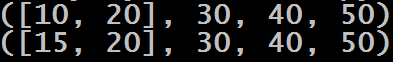 ([10, 20], 30, 40, 50)
([15, 20], 30, 40, 50)